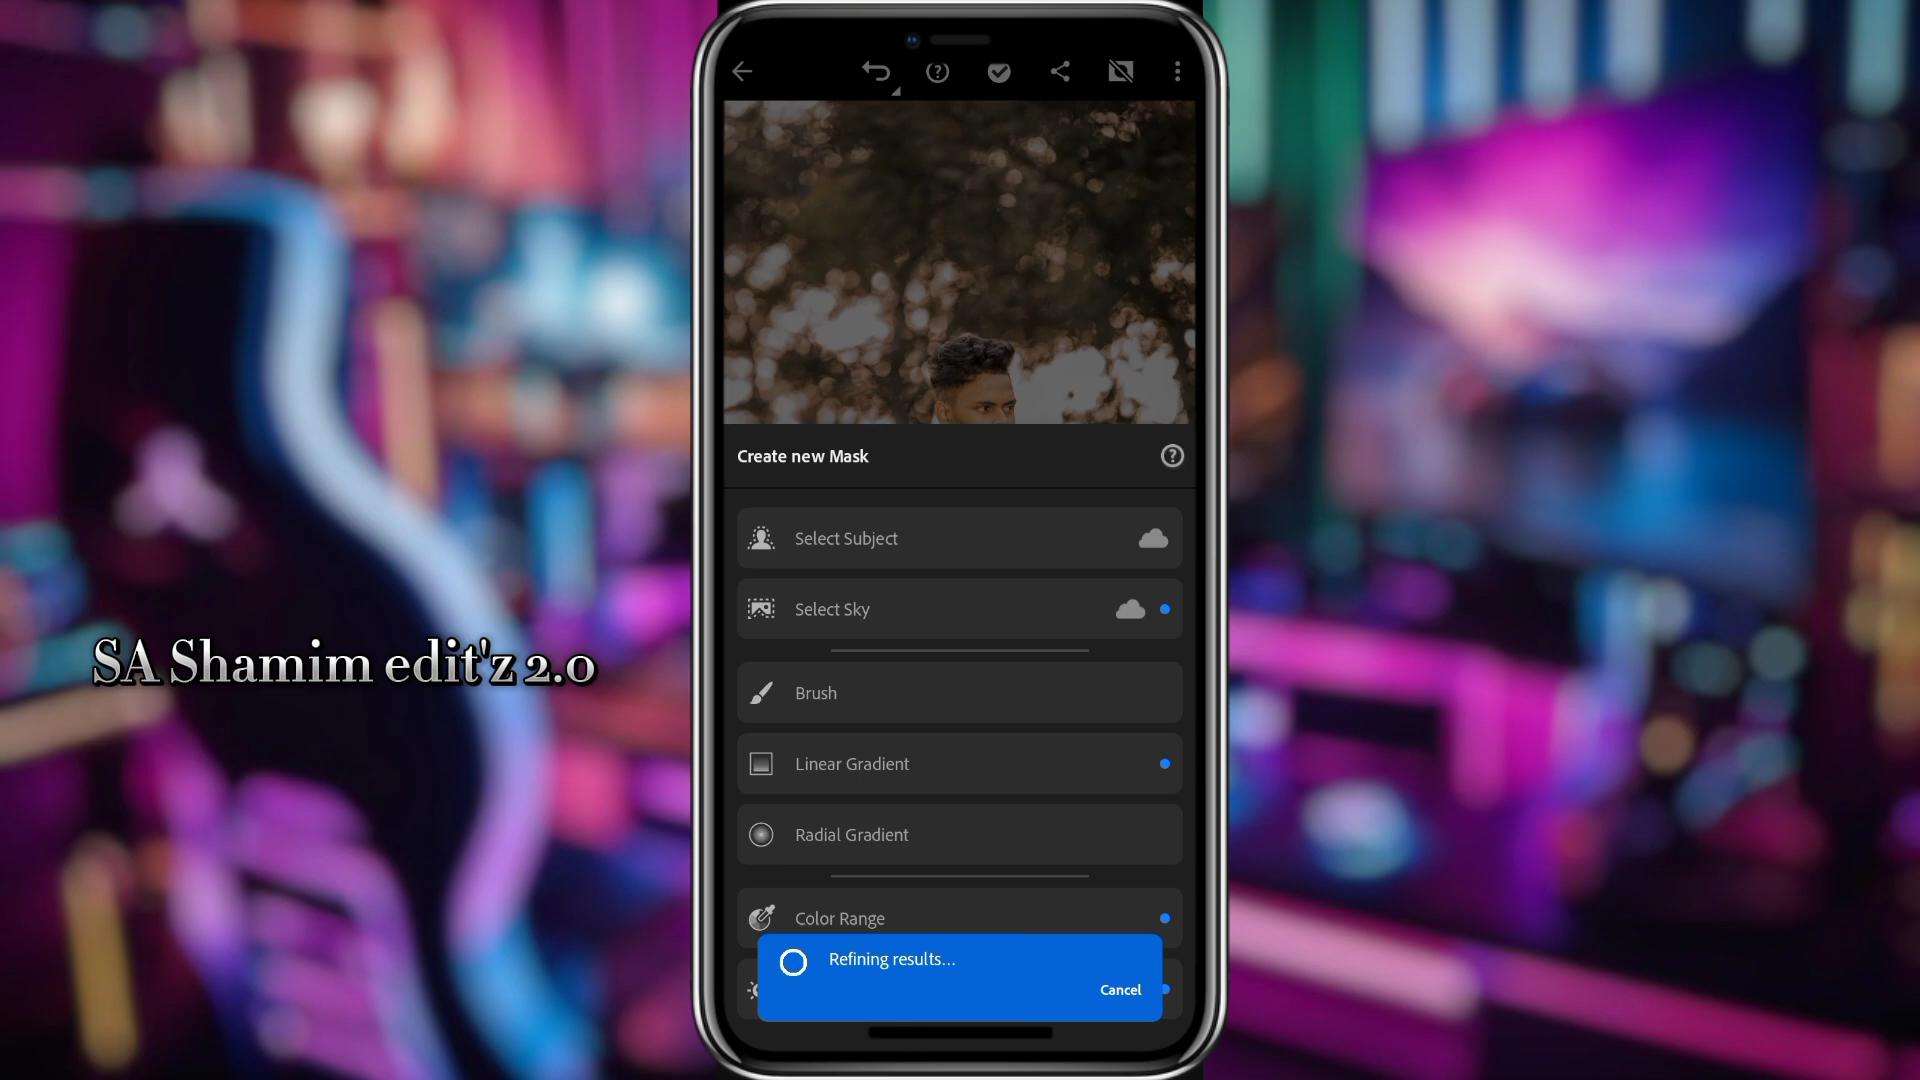 Create new Mask
Select Subject
Select Sky
SA Shamim edit'z 2.0
Brush
Linear Gradient
Radial Gradient
Color Range
Refining results...
Cancel